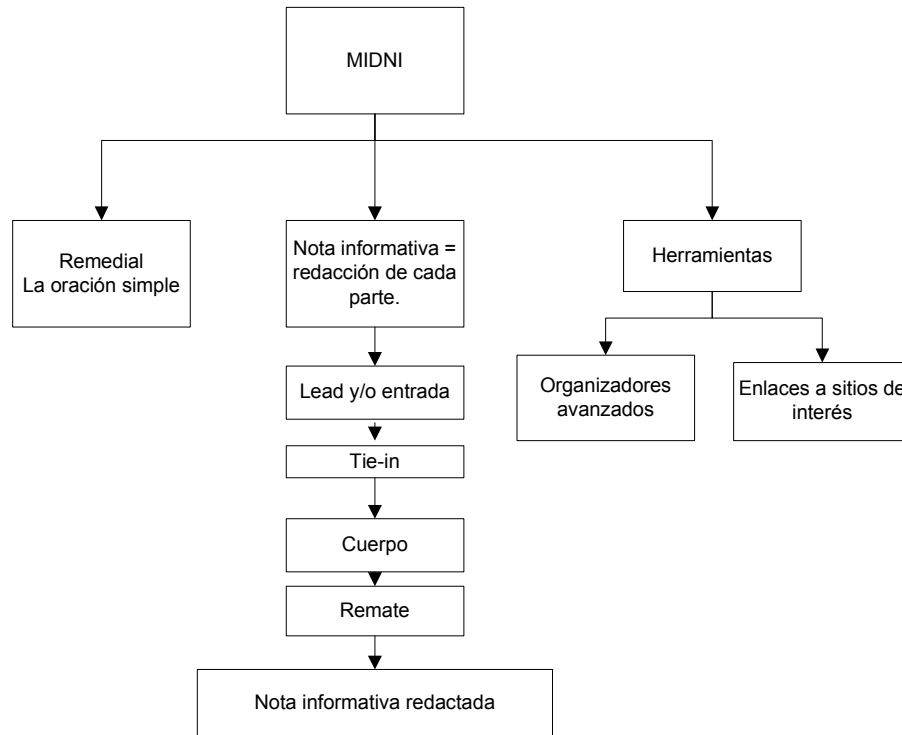 MIDNI
Remedial
La oración simple
Nota informativa =
redacción de cada
parte.
Herramientas
Lead y/o entrada
Organizadores
avanzados
Enlaces a sitios de
interés
Tie-in
Cuerpo
Remate
Nota informativa redactada